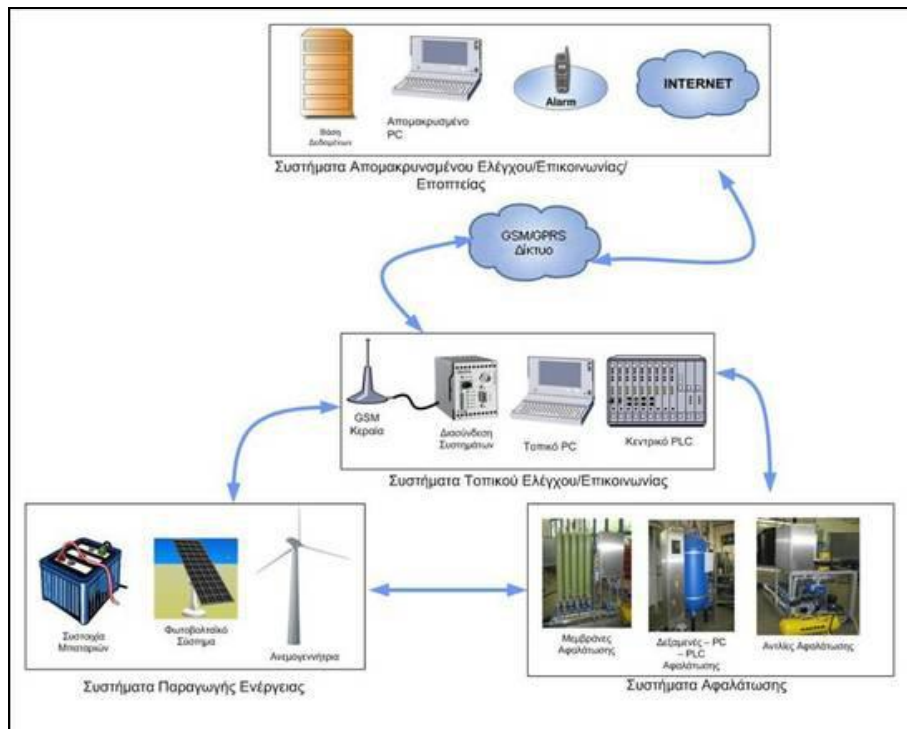 Βάση
Δεδομένων
Απομακρυσμένο
PC
Alarm
INTERNET
Συστήματα Απομακρυνσμένου Ελέγχου/Επικοινωνίας/
Εποπτείας
GSM/GPRS
Δίκτυο
GSM
Κεραία
Διασύνδεση
Συστημάτων
Τοπικό PC
Κεντρικό PLC
Συστήματα Τοπικού Ελέγχου/Επικοινωνίας
Συστοιχία
Μπαταριών
Φωτοβολταϊκό
Σύστημα
Ανεμογεννήτρια
Συστήματα Παραγωγής Ενέργειας
Μεμβράνες
Αφαλάτωσης
Δεξαμενές – PC
– PLC
Αφαλάτωσης
Αντλίες Αφαλάτωσης
Συστήματα Αφαλάτωσης